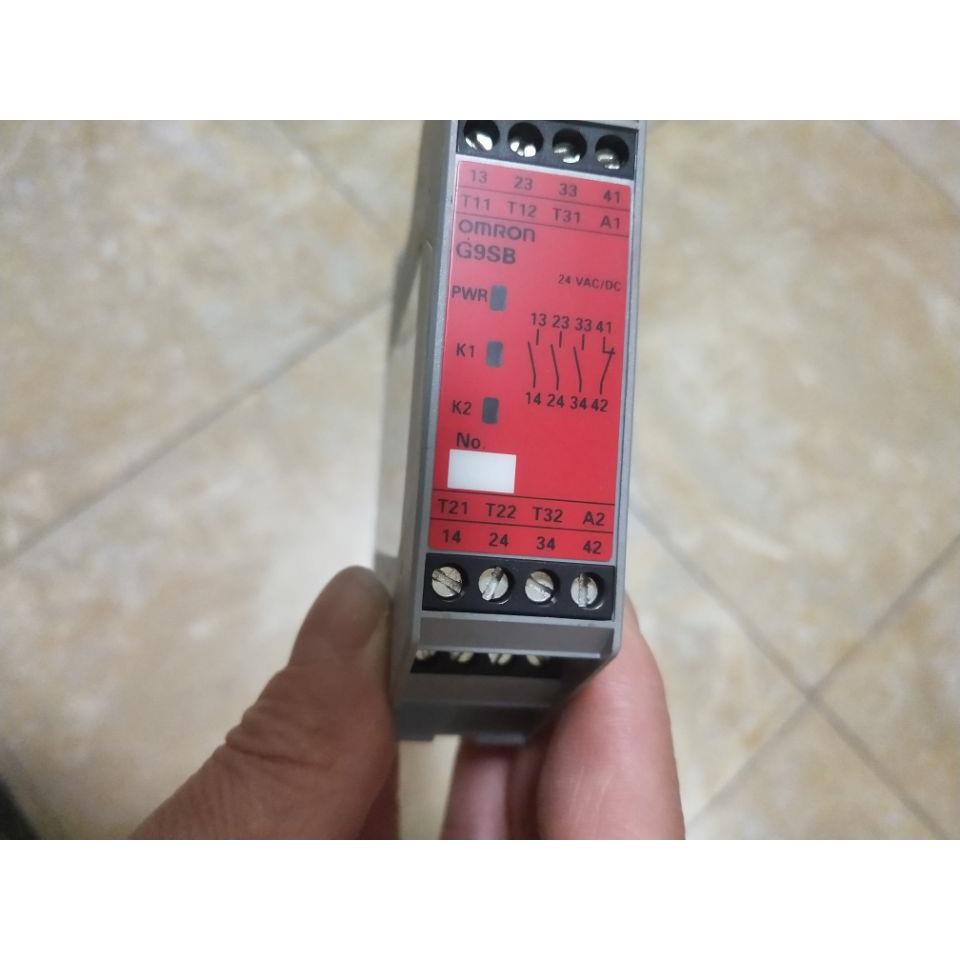 13 23 33 41
T11 T12 T31 A1
OMRON
G9SB
24 VAC/DC
PWR
13 23 33 41
K1
14 24 34 42
K2
No.
T21 T22 T32 A2
14 24 34 42